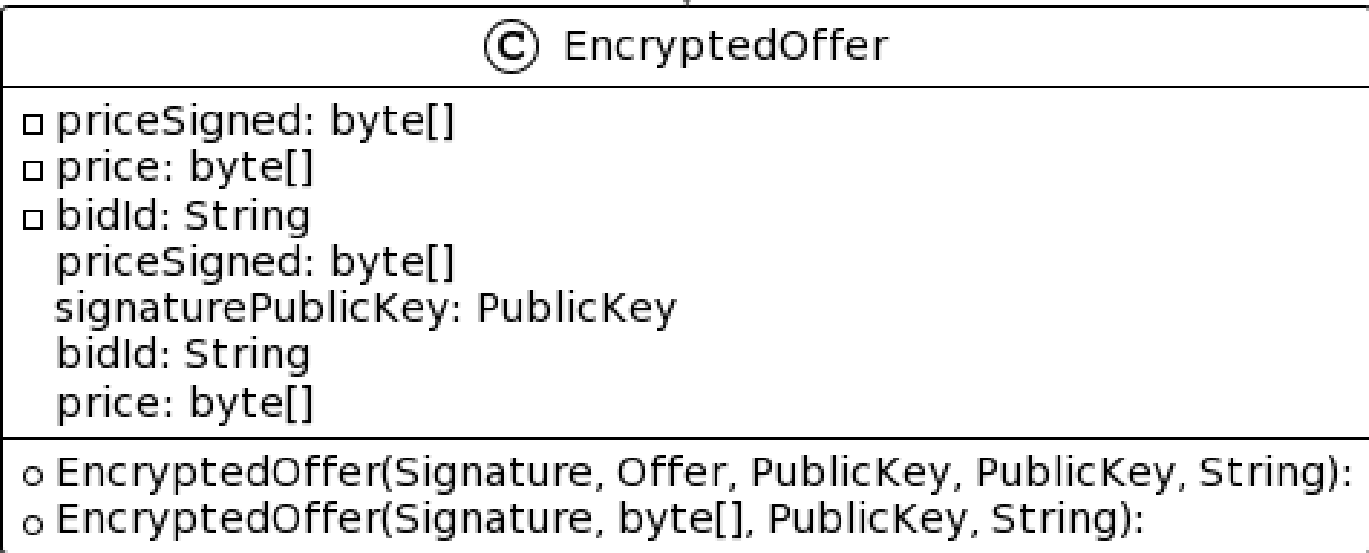 C EncryptedOffer
priceSigned: byte[]
price: byte[]
bidId: String
priceSigned: byte[]
signaturePublicKey: PublicKey
bidId: String
price: byte[]
EncryptedOffer(Signature, Offer, PublicKey, PublicKey, String):
EncryptedOffer(Signature, byte[], PublicKey, String):